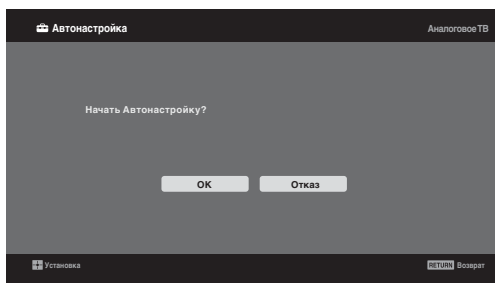 Автонастройка
Аналоговое ТВ
Начать Автонастройку?
OK
Отказ
Установка
RETURN Возврат